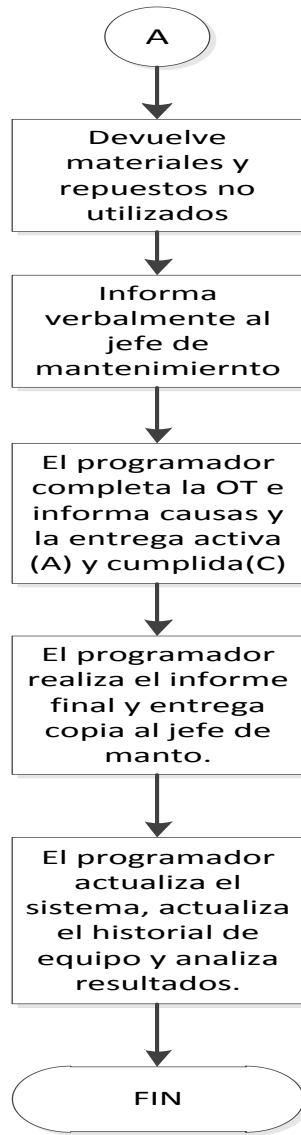 A
Devuelve
materiales y
repuestos no
utilizados
Informa
verbalmente al
jefe de
mantenimiernto
El programador
completa la OT e
informa causas y
la entrega activa
(A) y cumplida(C)
El programador
realiza el informe
final y entrega
copia al jefe de
manto.
El programador
actualiza el
sistema, actualiza
el historial de
equipo y analiza
resultados.
FIN